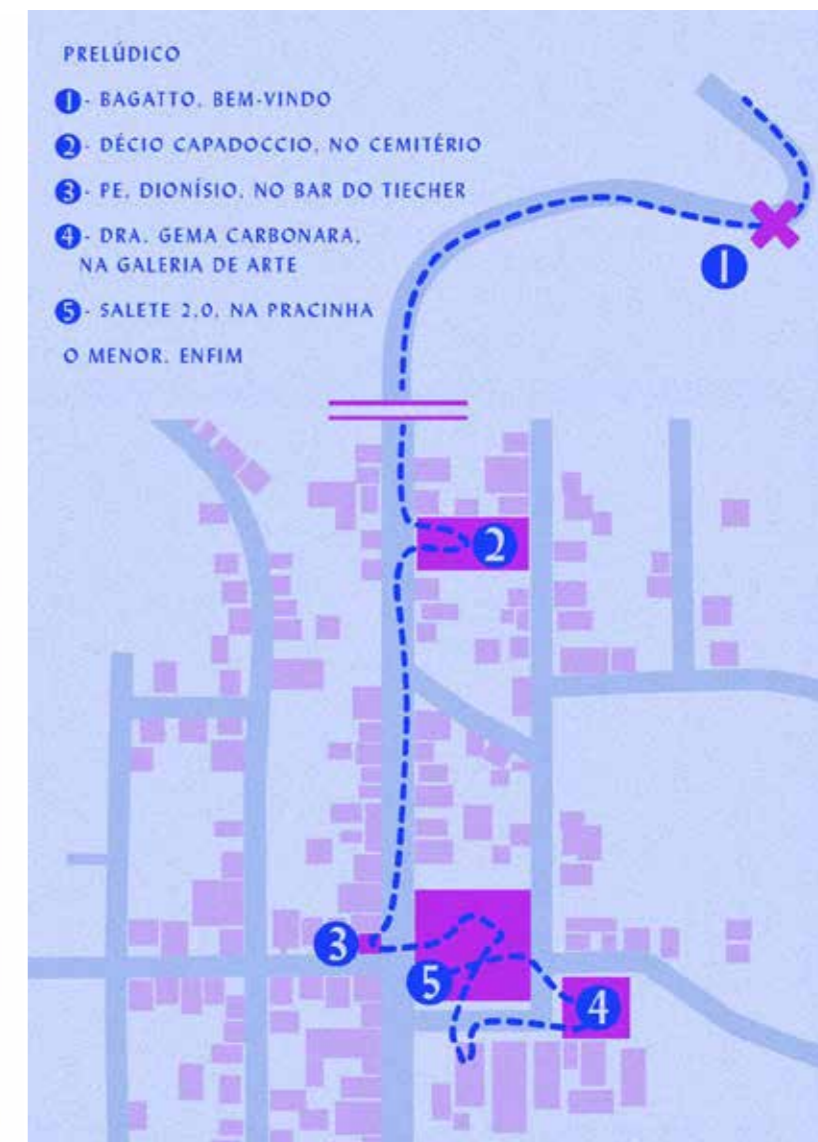 PRELÚDICO
1 - BAGATTO, BEM-VINDO
2 - DÉCIO CAPADOCCIO, NO CEMITÉRIO
3 - PE. DIONÍSIO, NO BAR DO TIECHER
4 - DRA. GEMA CARBONARA,
NA GALERIA DE ARTE
5 - SALETE 2.0, NA PRACINHA
O MENOR, ENFIM
1
2
3
5
4